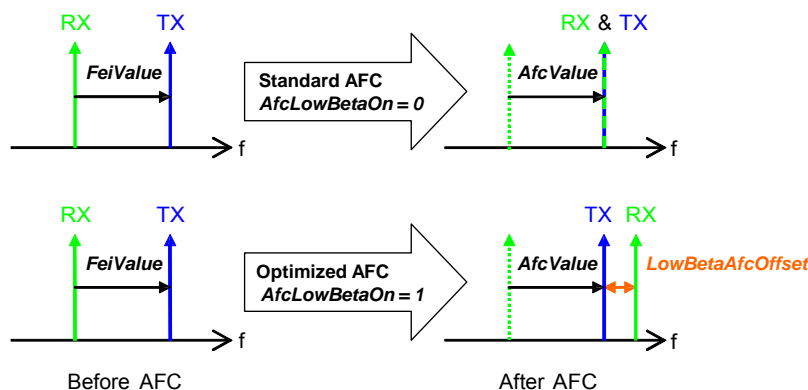 RX TX
FeiValue
f
Standard AFC
AfcLowBetaOn = 0
RX & TX
AfcValue
f
RX TX
FeiValue
f
Optimized AFC
AfcLowBetaOn = 1
TX RX
AfcValue
LowBetaAfcOffset
f
Before AFC
After AFC